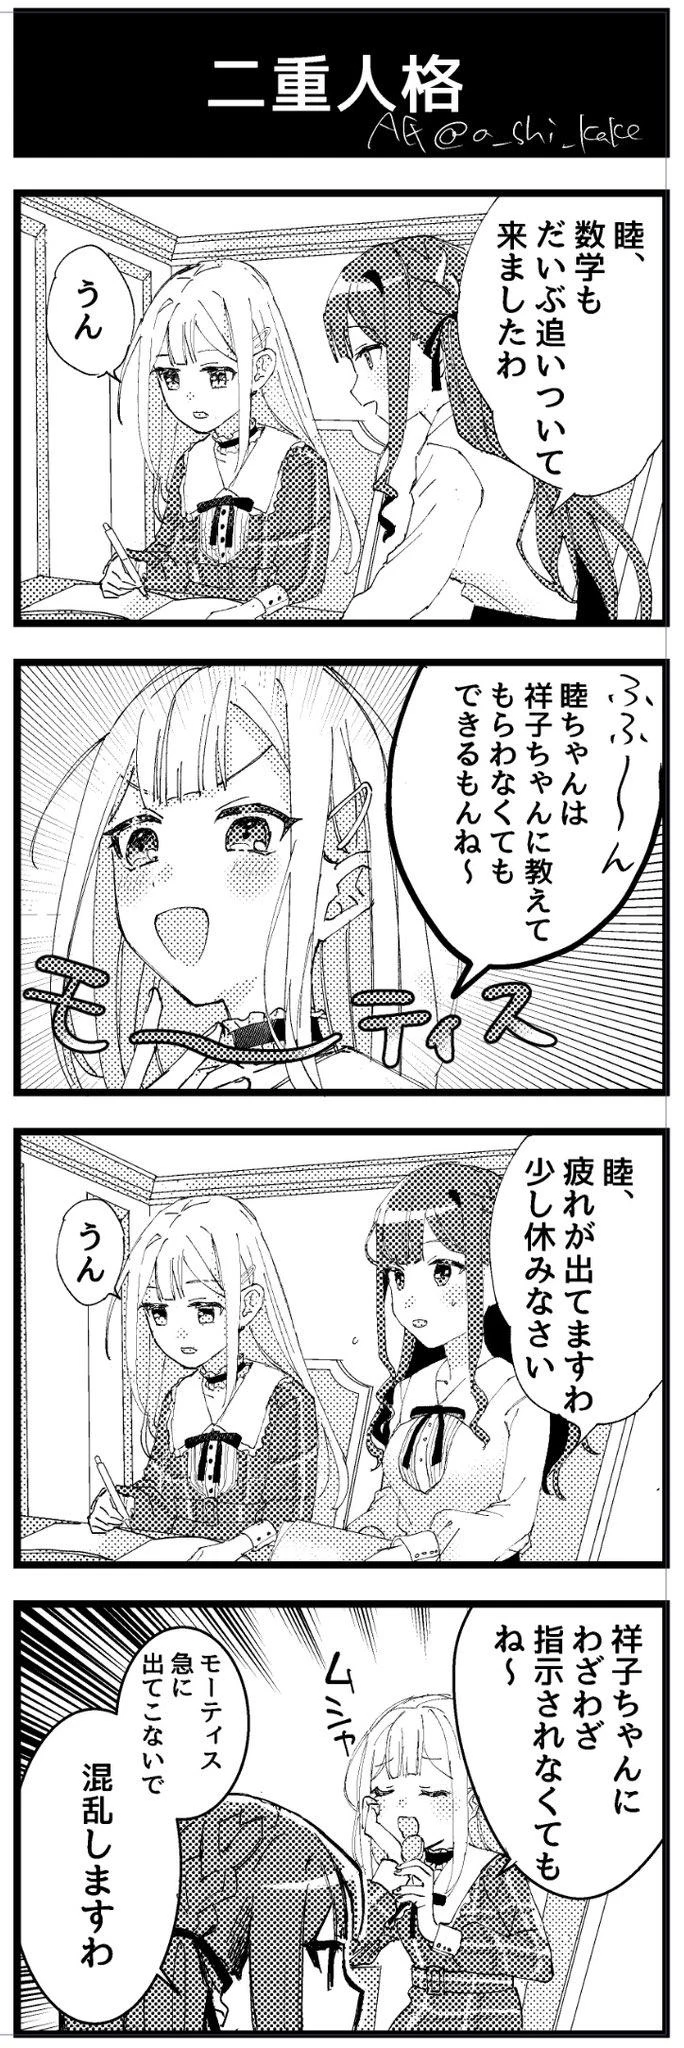 二重人格
AE@a_shi_kake
睦、
数学も
だいぶ追いついて
来ましたわ
うん
ふふ〜ん
睦ちゃんは
祥子ちゃんに教えて
もらわなくても
できるもんね〜
モーティス
睦、
疲れが出てますわ
少し休みなさい
うん
祥子ちゃんに
わざわざ
指示されなくても
ね〜
ムシャ
モーティス
急に
出てこないで
混乱しますわ